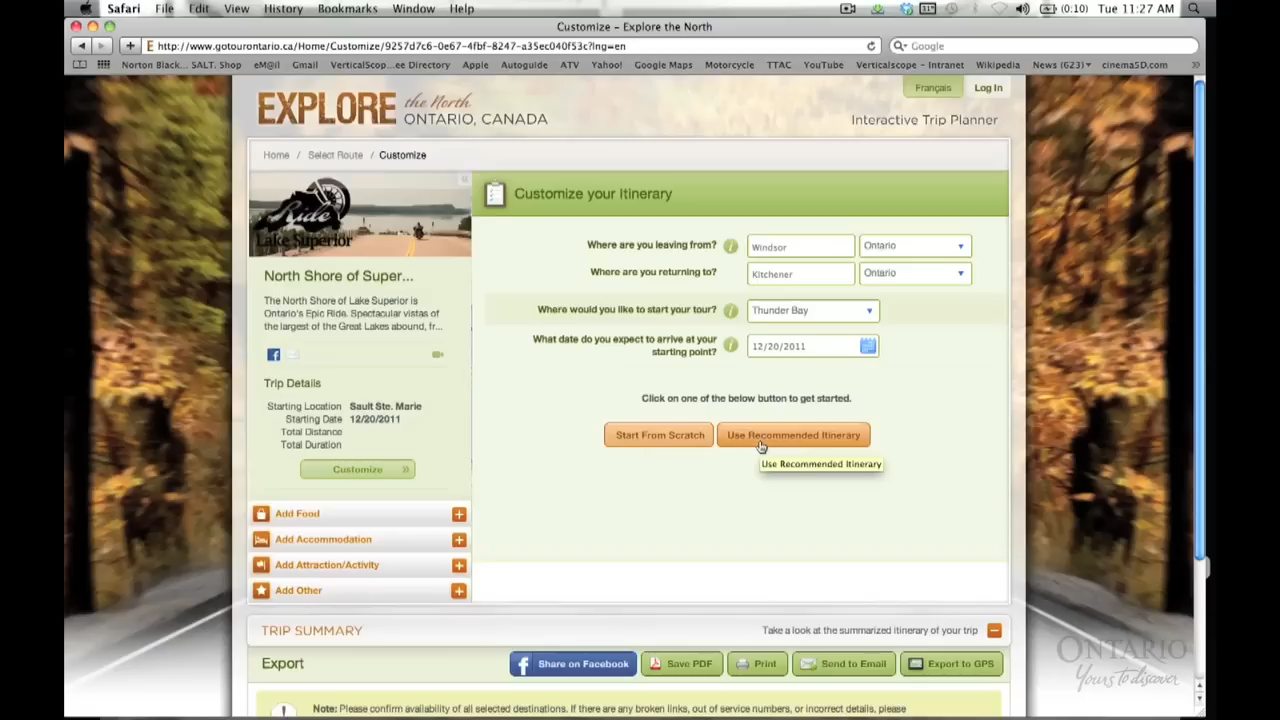 Safari File Edit View History Bookmarks Window Help (0:10) Tue 11:27 AM
Customize – Explore the North
http://www.gotourontario.ca/Home/Customize/9257d7c6-0e67-4fbf-8247-a35ec040f53c?lng=en Google
Norton Black... SALT. Shop eM@il Gmail VerticalScop...ee Directory Apple Autoguide ATV Yahoo! Google Maps Motorcycle TTAC YouTube Verticalscope - Intranet Wikipedia News (623) cinema5D.com
Français Log In
EXPLORE the North ONTARIO, CANADA
Interactive Trip Planner
Home / Select Route / Customize
Ride Lake Superior
North Shore of Super...
The North Shore of Lake Superior is
Ontario's Epic Ride. Spectacular vistas of
the largest of the Great Lakes abound, fr...
Trip Details
Starting Location Sault Ste. Marie
Starting Date 12/20/2011
Total Distance
Total Duration
Customize »
Add Food
Add Accommodation
Add Attraction/Activity
Add Other
Customize your Itinerary
Where are you leaving from? Windsor Ontario
Where are you returning to? Kitchener Ontario
Where would you like to start your tour? Thunder Bay
What date do you expect to arrive at your
starting point? 12/20/2011
Click on one of the below button to get started.
Start From Scratch Use Recommended Itinerary
Use Recommended Itinerary
TRIP SUMMARY Take a look at the summarized itinerary of your trip
Export Share on Facebook Save PDF Print Send to Email Export to GPS
Note: Please confirm availability of all selected destinations. If there are any broken links, out of service numbers, or incorrect details, please
ONTARIO
Yours to discover